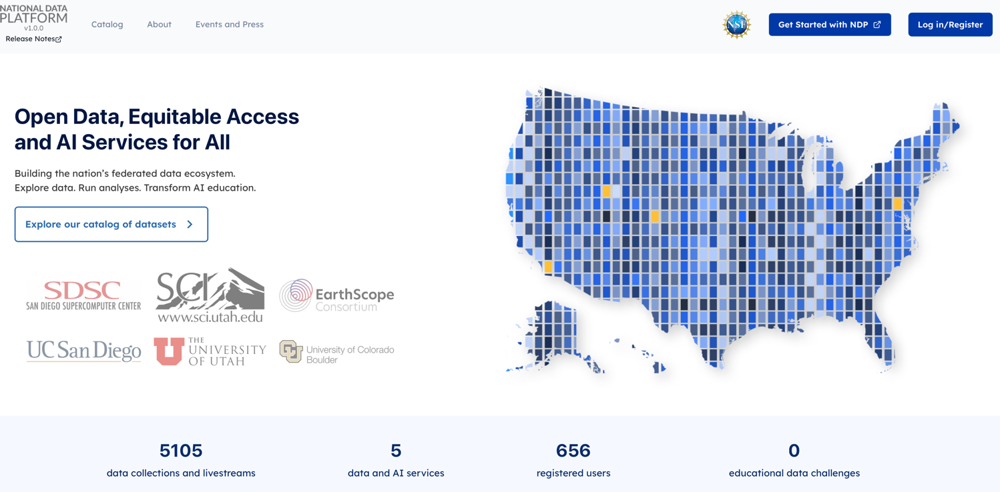 NATIONAL DATA
PLATFORM
v1.0.0
Release Notes
Catalog
About
Events and Press
NSF
Get Started with NDP
Log in/Register
Open Data, Equitable Access
and AI Services for All
Building the nation's federated data ecosystem.
Explore data. Run analyses. Transform AI education.
Explore our catalog of datasets
SDSC
SAN DIEGO SUPERCOMPUTER CENTER
SCI
www.sci.utah.edu
EarthScope
Consortium
UC San Diego
U
THE
UNIVERSITY
OF UTAH
CU
University of Colorado
Boulder
5105
data collections and livestreams
5
data and AI services
656
registered users
0
educational data challenges